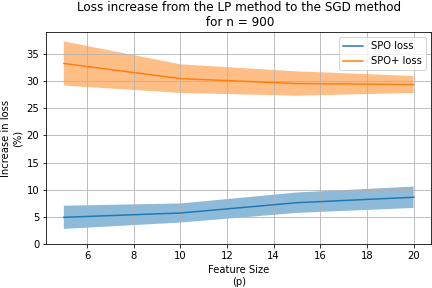 Loss increase from the LP method to the SGD method
for n = 900
SPO loss
SPO+ loss
Increase in loss
(%)
35
30
25
20
15
10
5
0
6
8
10
12
14
16
18
20
Feature Size
(p)